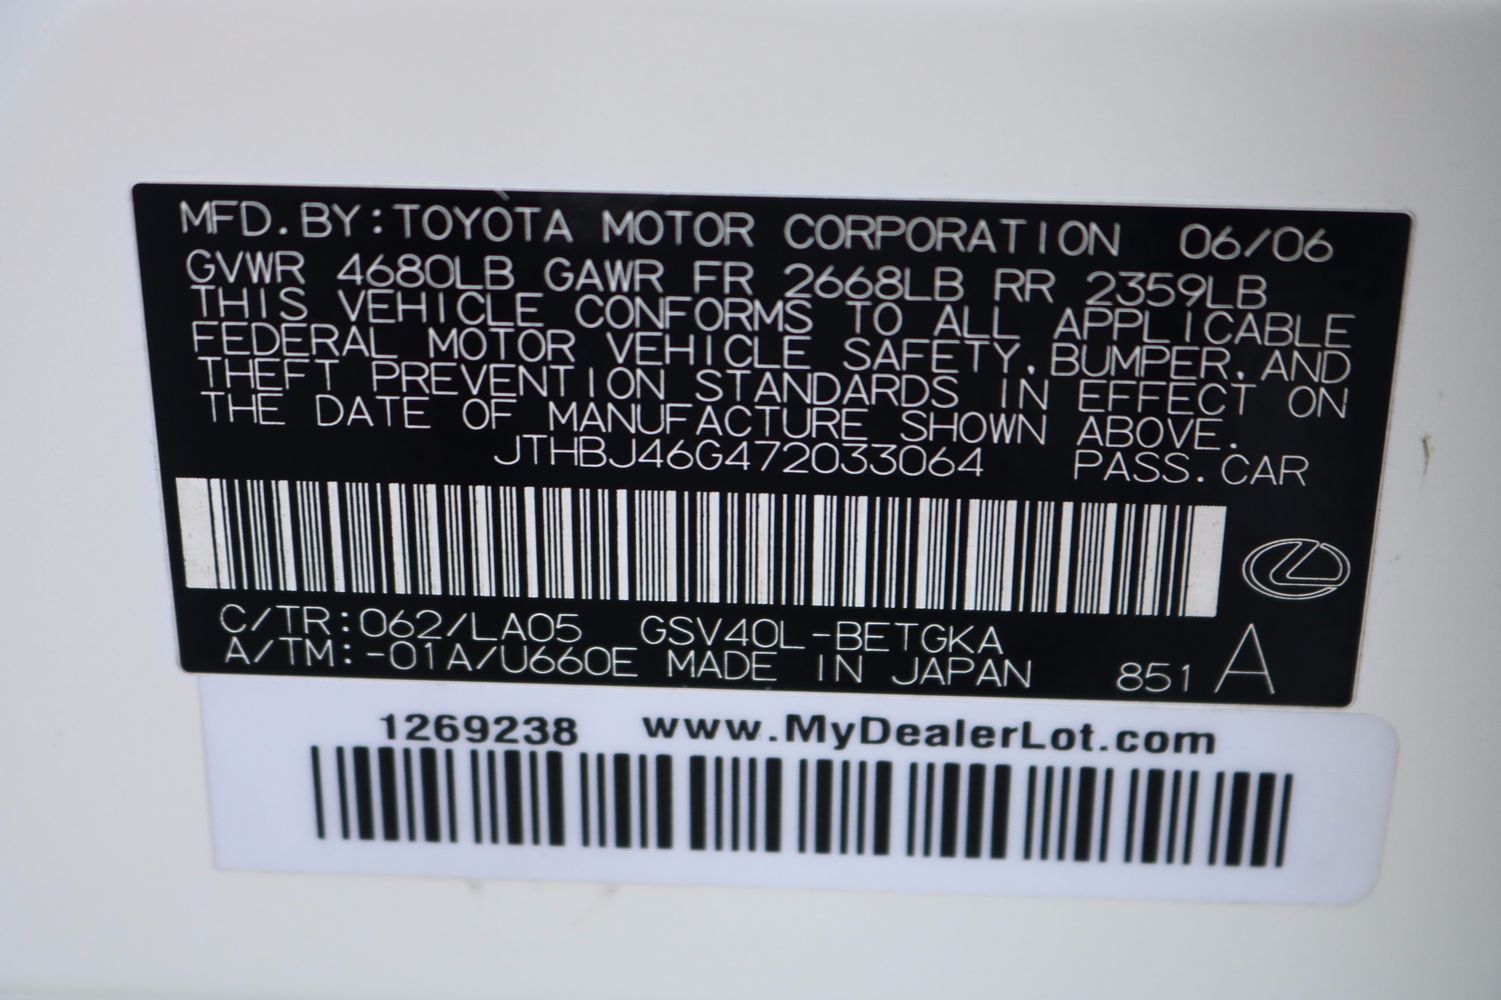 MFD. BY: TOYOTA MOTOR CORPORATION 06/06
GVWR 4680LB GAWR FR 2668LB RR 2359LB
THIS VEHICLE CONFORMS TO ALL APPLICABLE
FEDERAL MOTOR VEHICLE SAFETY, BUMPER, AND
THEFT PREVENTION STANDARDS IN EFFECT ON
THE DATE OF MANUFACTURE SHOWN ABOVE.
JTHBJ46G472033064 PASS. CAR
C/TR: 062/LA05 GSV40L-BETGKA
A/TM: -01A/U660E MADE IN JAPAN 851 A
1269238 www.MyDealerLot.com